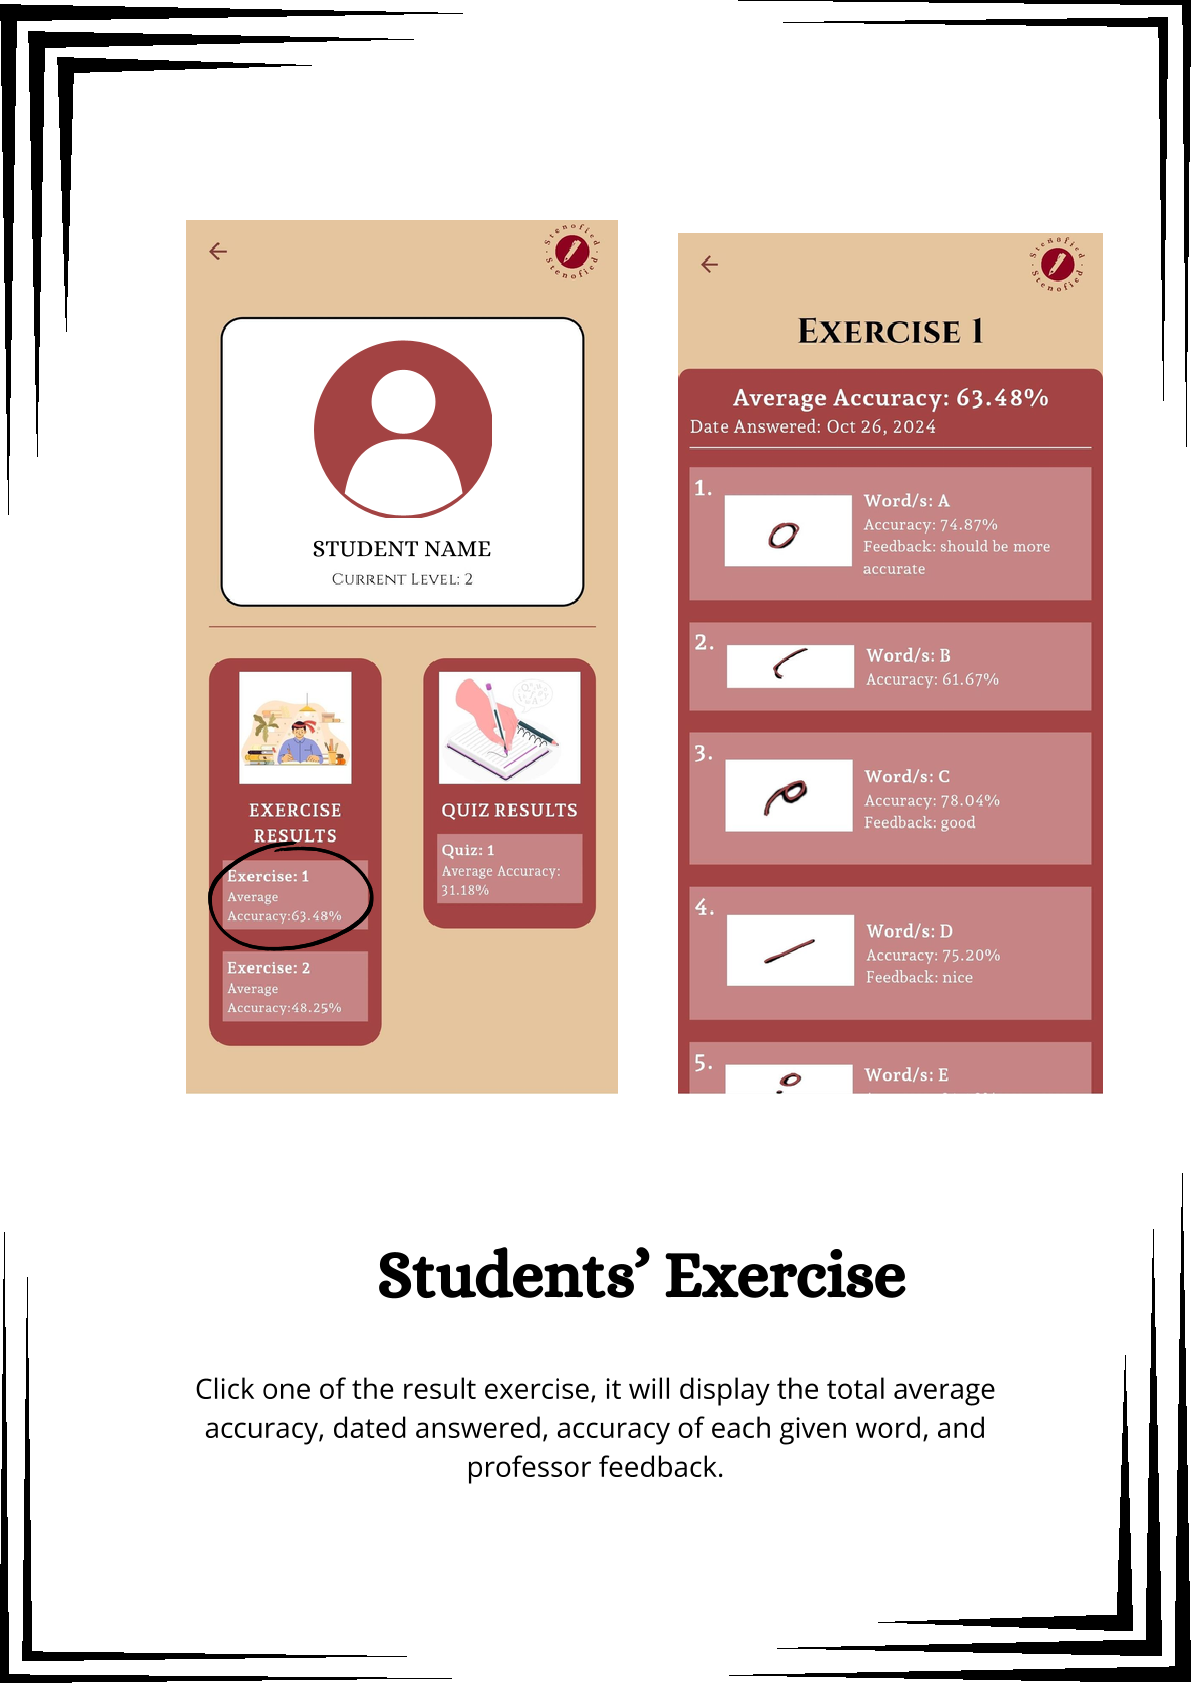 Stenofied
Stenofied
STUDENT NAME
CURRENT LEVEL: 2
EXERCISE
RESULTS
Exercise: 1
Average
Accuracy:63.48%
Exercise: 2
Average
Accuracy:48.25%
QUIZ RESULTS
Quiz: 1
Average Accuracy:
31.18%
Stenofied
Stenofied
EXERCISE 1
Average Accuracy: 63.48%
Date Answered: Oct 26, 2024
1.
Word/s: A
Accuracy: 74.87%
Feedback: should be more
accurate
2.
Word/s: B
Accuracy: 61.67%
3.
Word/s: C
Accuracy: 78.04%
Feedback: good
4.
Word/s: D
Accuracy: 75.20%
Feedback: nice
5.
Word/s: E
Students’ Exercise
Click one of the result exercise, it will display the total average
accuracy, dated answered, accuracy of each given word, and
professor feedback.